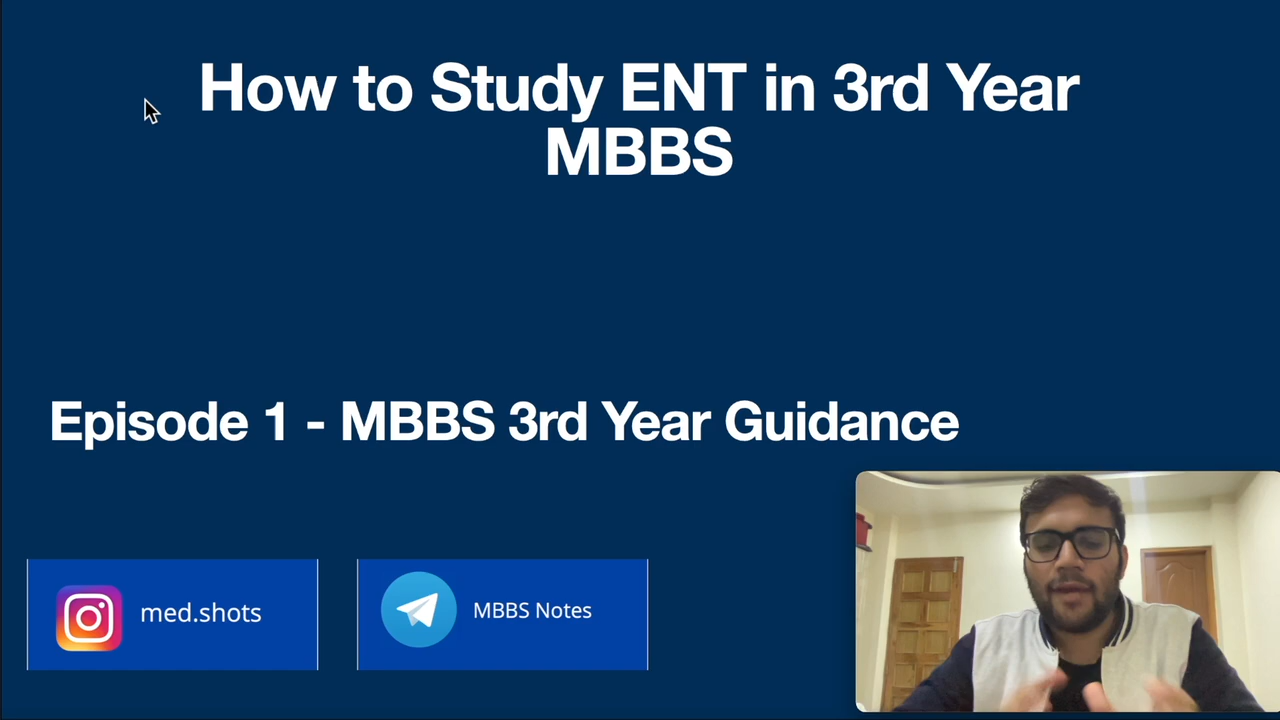 How to Study ENT in 3rd Year
MBBS
Episode 1 - MBBS 3rd Year Guidance
med.shots
MBBS Notes